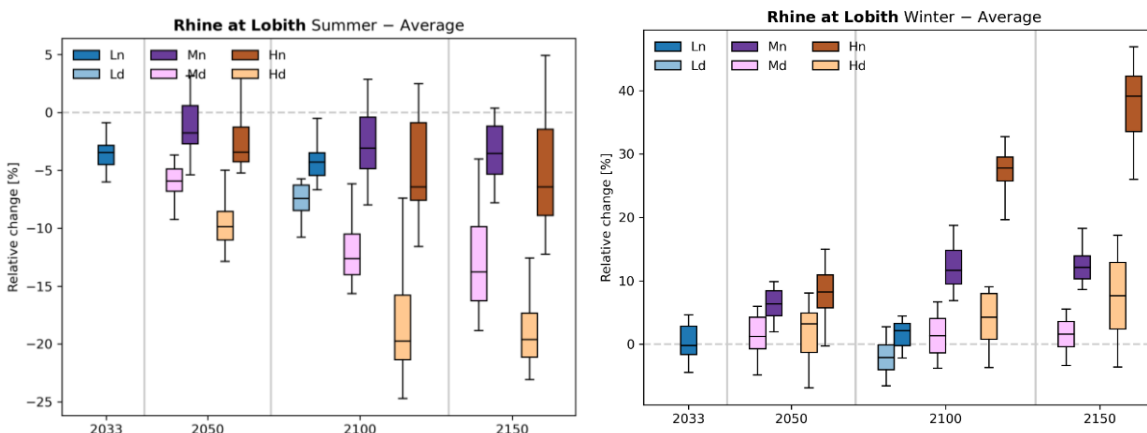 Rhine at Lobith Summer − Average
Ln Mn Hn
Ld Md Hd
Relative change [%]
5
0
−5
−10
−15
−20
−25
2033 2050 2100 2150
Rhine at Lobith Winter − Average
Ln Mn Hn
Ld Md Hd
Relative change [%]
40
30
20
10
0
2033 2050 2100 2150